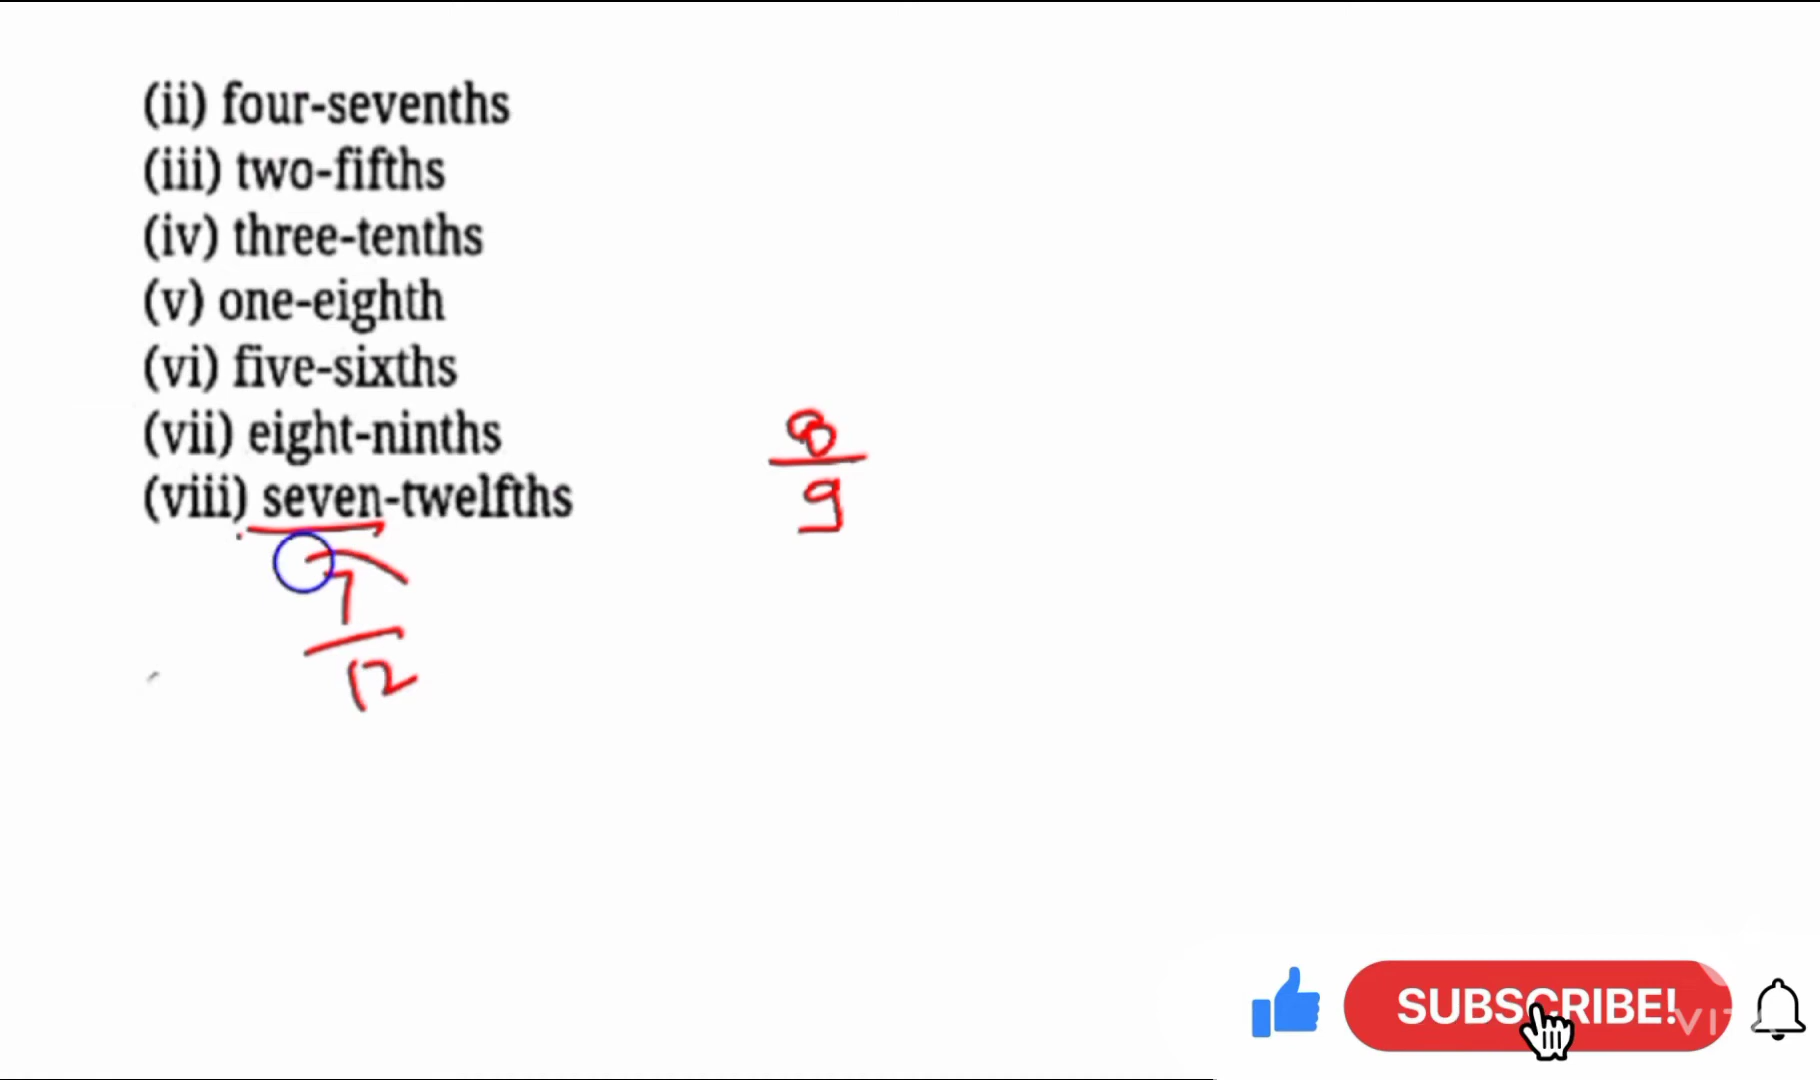 (ii) four-sevenths
(iii) two-fifths
(iv) three-tenths
(v) one-eighth
(vi) five-sixths
(vii) eight-ninths
(viii) seven-twelfths
8
9
7
12
SUBSCRIBE!